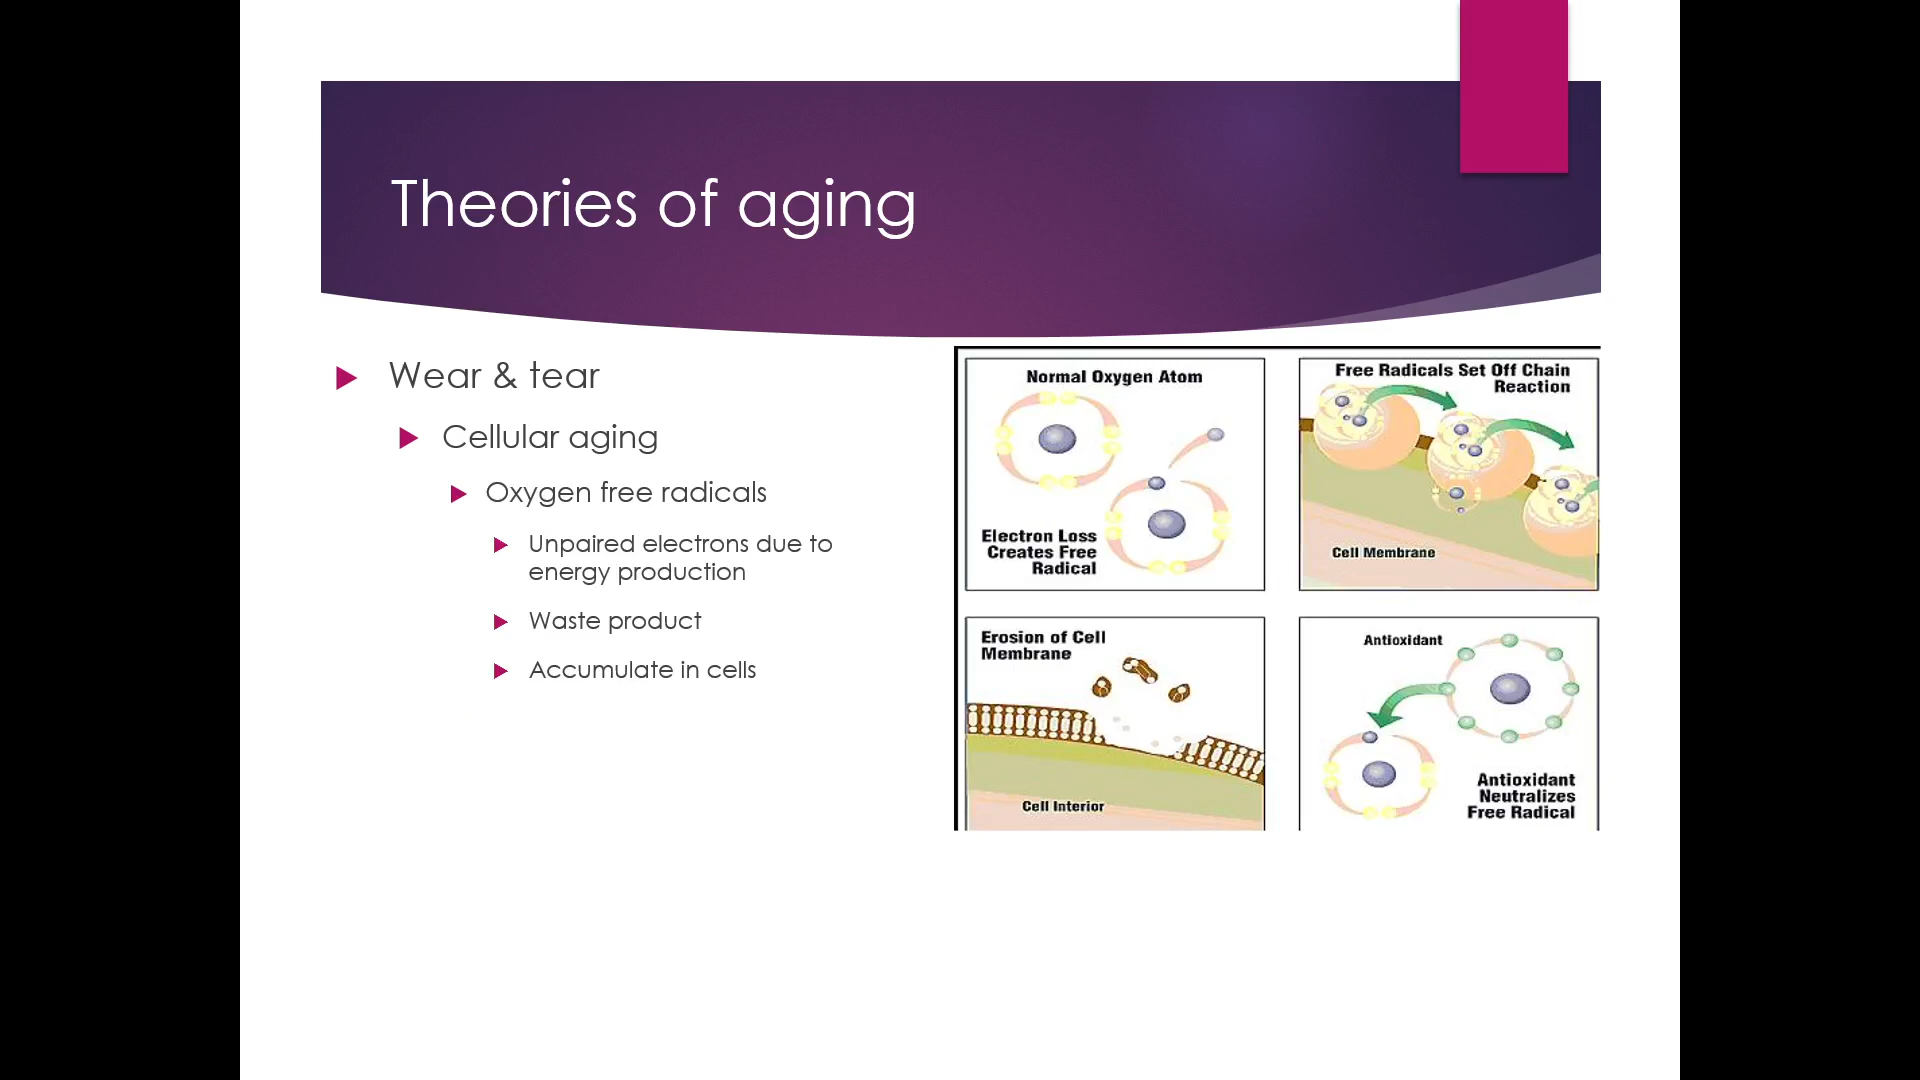 Theories of aging
Wear & tear
Cellular aging
Oxygen free radicals
Unpaired electrons due to
energy production
Waste product
Accumulate in cells
Normal Oxygen Atom
Electron Loss
Creates Free
Radical
Free Radicals Set Off Chain
Reaction
Cell Membrane
Erosion of Cell
Membrane
Cell Interior
Antioxidant
Antioxidant
Neutralizes
Free Radical